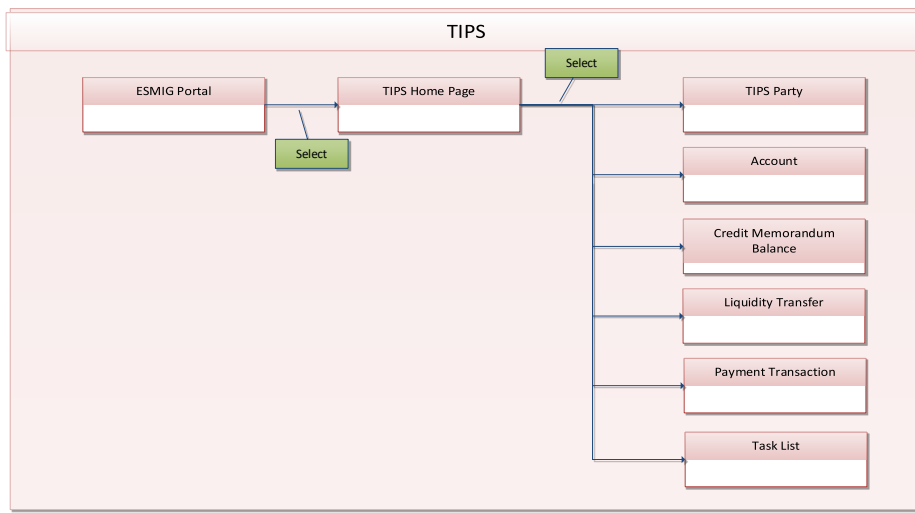 TIPS
Select
ESMIG Portal
TIPS Home Page
TIPS Party
Select
Account
Credit Memorandum
Balance
Liquidity Transfer
Payment Transaction
Task List